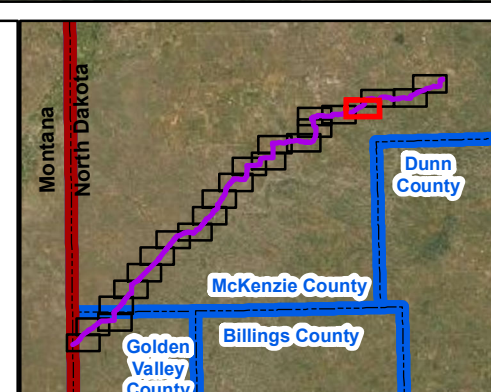 Montana
North Dakota
Dunn
County
McKenzie County
Billings County
Golden
Valley
County